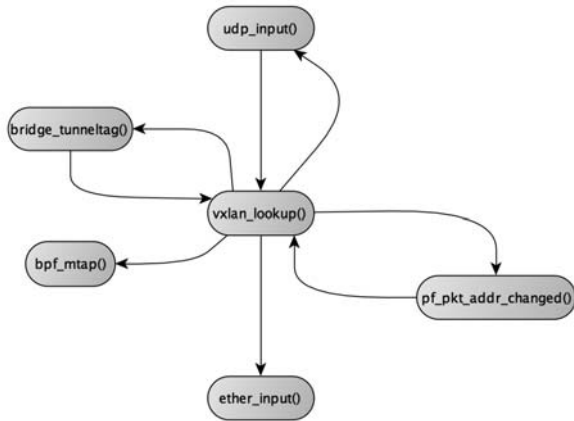 udp_input()
bridge_tunneltag()
vxlan_lookup()
bpf_mtap()
pf_pkt_addr_changed()
ether_input()